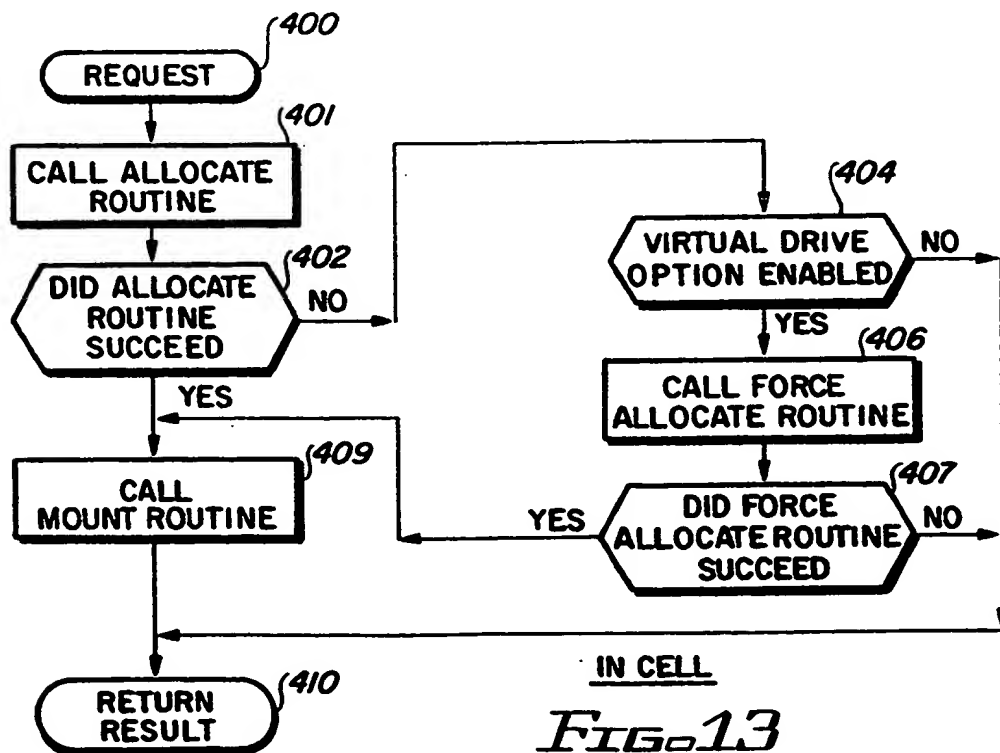 400
REQUEST
401
CALL ALLOCATE
ROUTINE
402
DID ALLOCATE
ROUTINE
SUCCEED
NO
YES
404
VIRTUAL DRIVE
OPTION ENABLED
NO
YES
406
CALL FORCE
ALLOCATE ROUTINE
407
DID FORCE
ALLOCATE ROUTINE
SUCCEED
YES
NO
409
CALL
MOUNT ROUTINE
410
RETURN
RESULT
IN CELL
FIG. 13